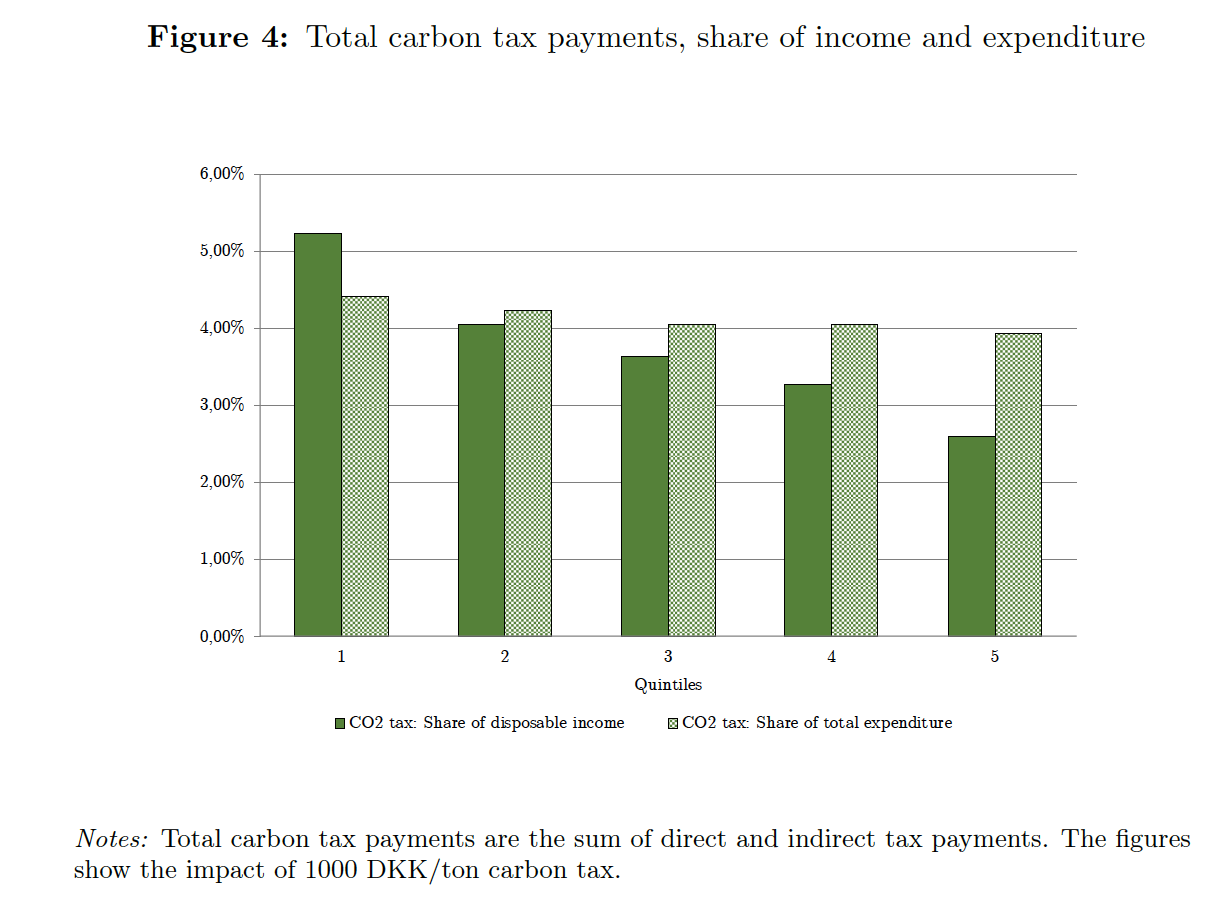 Figure 4: Total carbon tax payments, share of income and expenditure
6,00%
5,00%
4,00%
3,00%
2,00%
1,00%
0,00%
1 2 3 4 5
Quintiles
CO2 tax: Share of disposable income CO2 tax: Share of total expenditure
Notes: Total carbon tax payments are the sum of direct and indirect tax payments. The figures
show the impact of 1000 DKK/ton carbon tax.